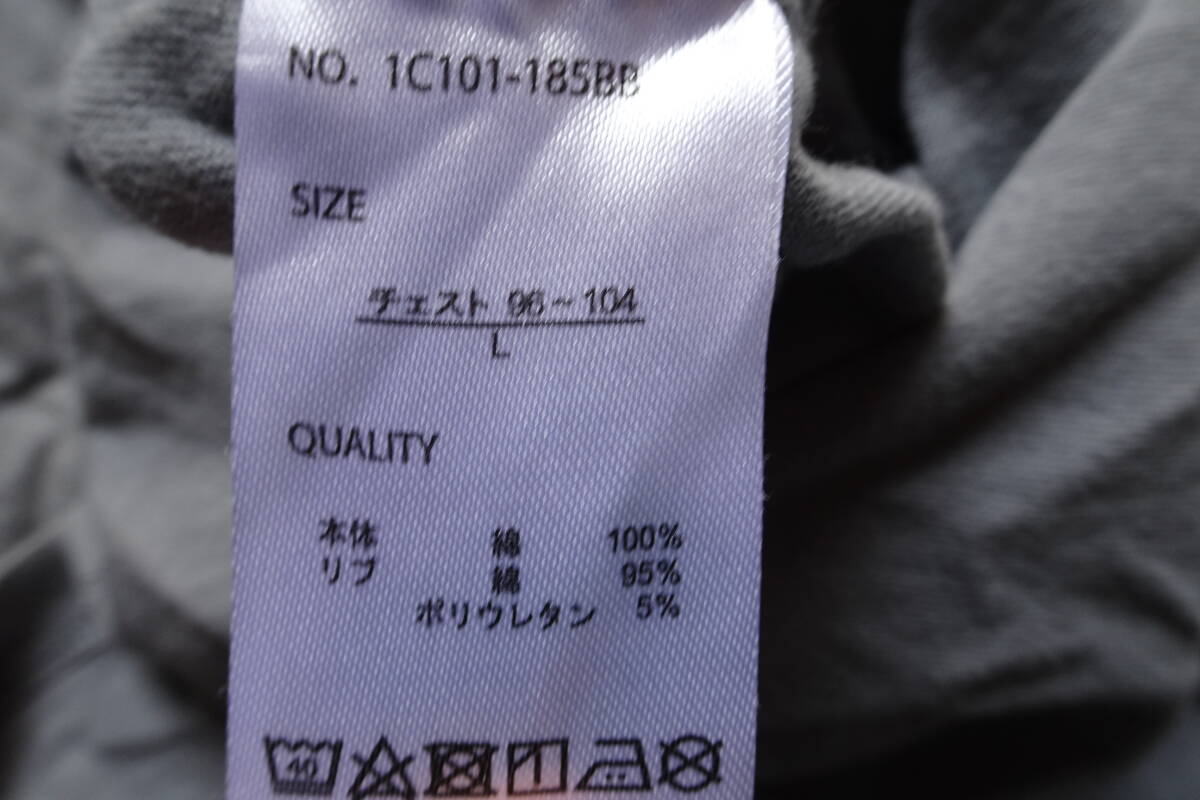 NO. 1C101-185BB
SIZE
チェスト 96~104
L
QUALITY
本体 綿 100%
リブ 綿 95%
ポリウレタン 5%
40